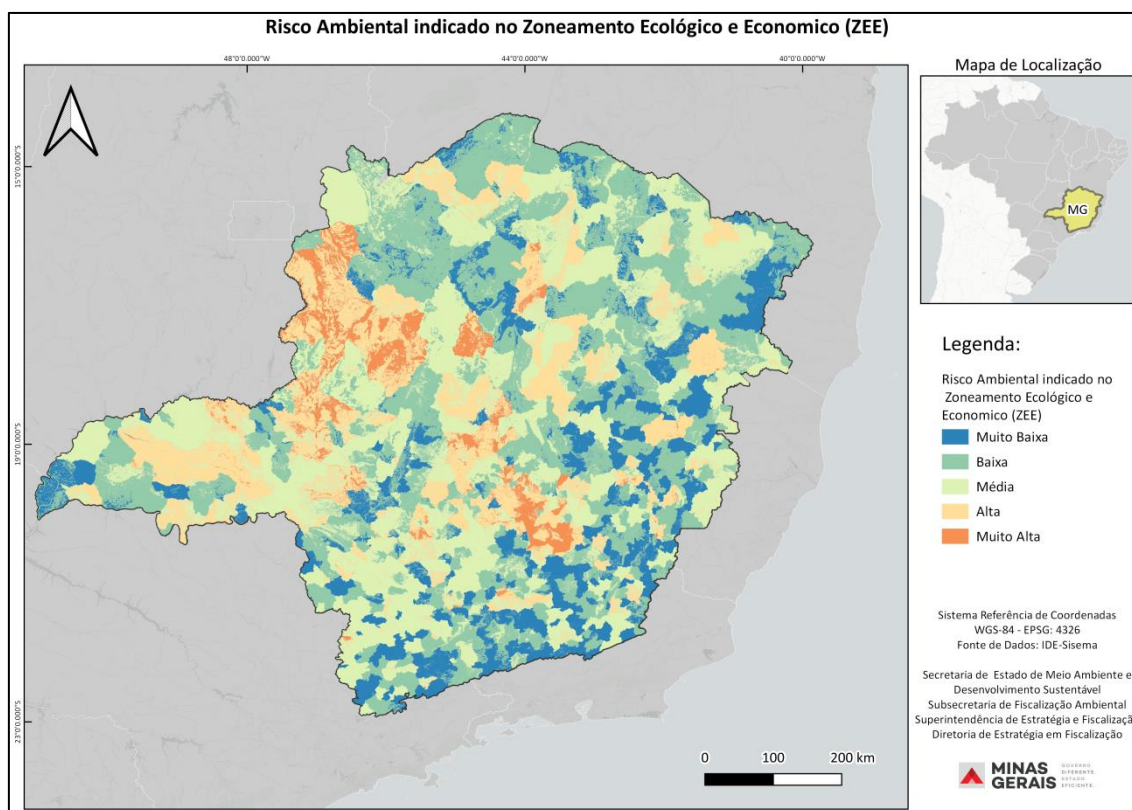 Risco Ambiental indicado no Zoneamento Ecológico e Economico (ZEE)
48°0'0.000"W
44°0'0.000"W
40°0'0.000"W
15°0'0.000"S
19°0'0.000"S
23°0'0.000"S
0 100 200 km
Mapa de Localização
MG
Legenda:
Risco Ambiental indicado no
Zoneamento Ecológico e
Economico (ZEE)
Muito Baixa
Baixa
Média
Alta
Muito Alta
Sistema Referência de Coordenadas
WGS-84 - EPSG: 4326
Fonte de Dados: IDE-Sisema
Secretaria de Estado de Meio Ambiente e
Desenvolvimento Sustentável
Subsecretaria de Fiscalização Ambiental
Superintendência de Estratégia e Fiscalizaçã
Diretoria de Estratégia em Fiscalização
MINAS
GERAIS
GOVERNO
DIFERENTE.
ESTADO
EFICIENTE.